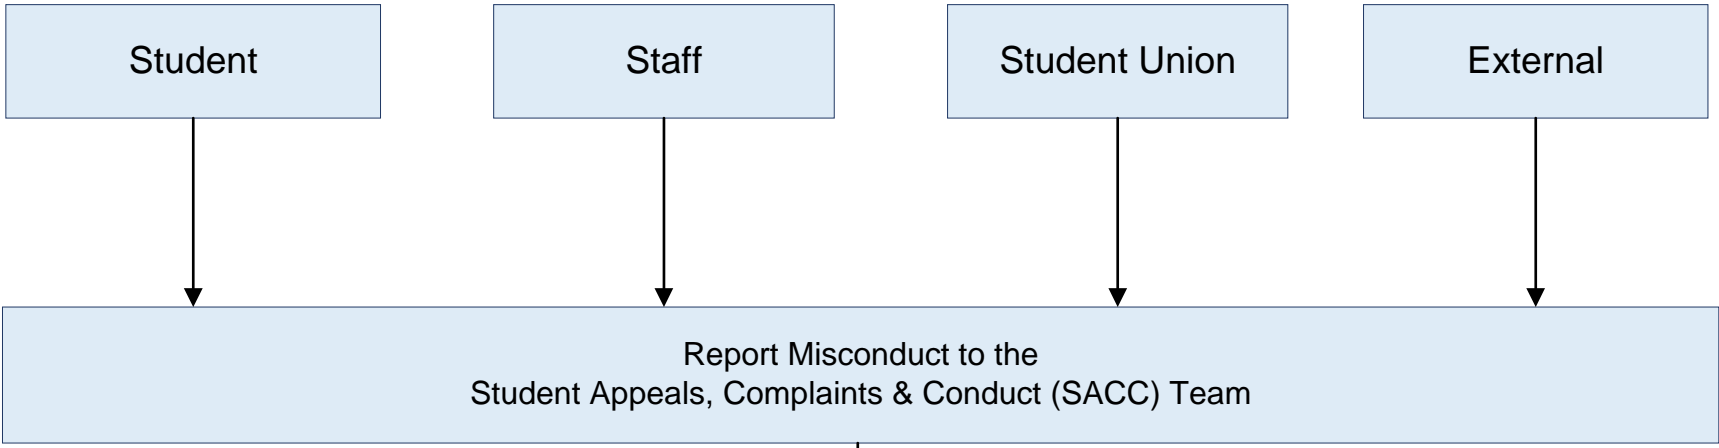 Student
Staff
Student Union
External
Report Misconduct to the
Student Appeals, Complaints & Conduct (SACC) Team